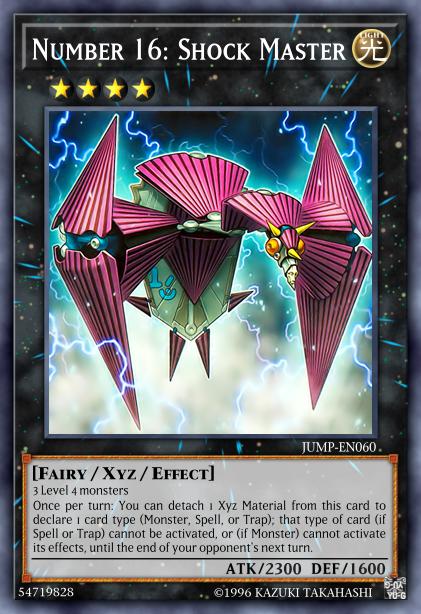 Number 16: Shock Master
LIGHT
光
JUMP-EN060
[Fairy / Xyz / Effect]
3 Level 4 monsters
Once per turn: You can detach 1 Xyz Material from this card to
declare 1 card type (Monster, Spell, or Trap); that type of card (if
Spell or Trap) cannot be activated, or (if Monster) cannot activate
its effects, until the end of your opponent's next turn.
ATK/2300 DEF/1600
54719828
©1996 KAZUKI TAKAHASHI